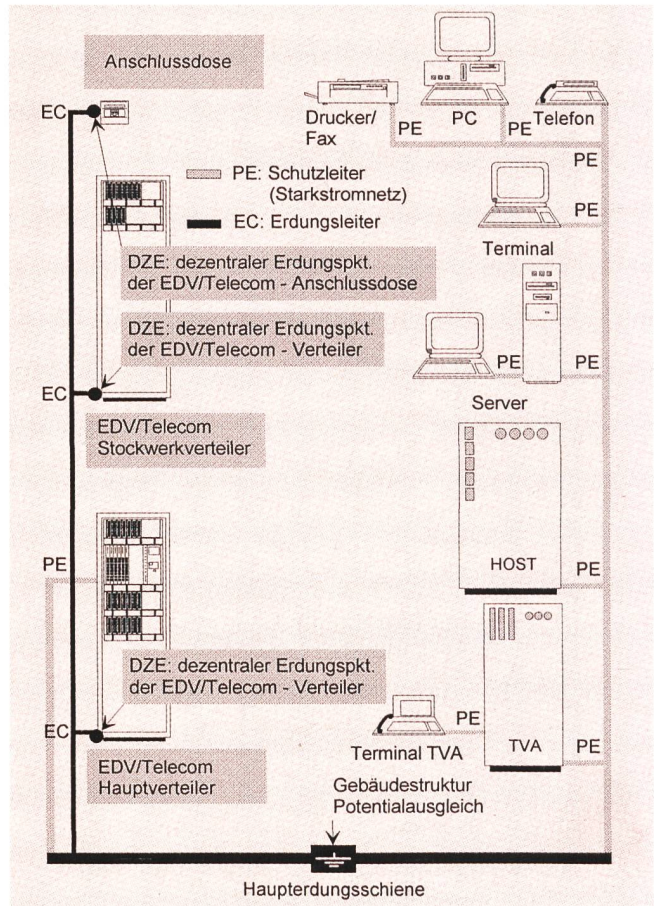 Anschlussdose
EC
Drucker/
Fax
PE
PC
PE
Telefon
PE
PE: Schutzleiter
(Starkstromnetz)
EC: Erdungsleiter
PE
Terminal
DZE: dezentraler Erdungspkt.
der EDV/Telecom - Anschlussdose
DZE: dezentraler Erdungspkt.
der EDV/Telecom - Verteiler
PE
PE
EC
Server
EDV/Telecom
Stockwerkverteiler
PE
HOST
PE
DZE: dezentraler Erdungspkt.
der EDV/Telecom - Verteiler
EC
PE
Terminal TVA
TVA
PE
EDV/Telecom
Hauptverteiler
Gebäudestruktur
Potentialausgleich
Haupterdungsschiene